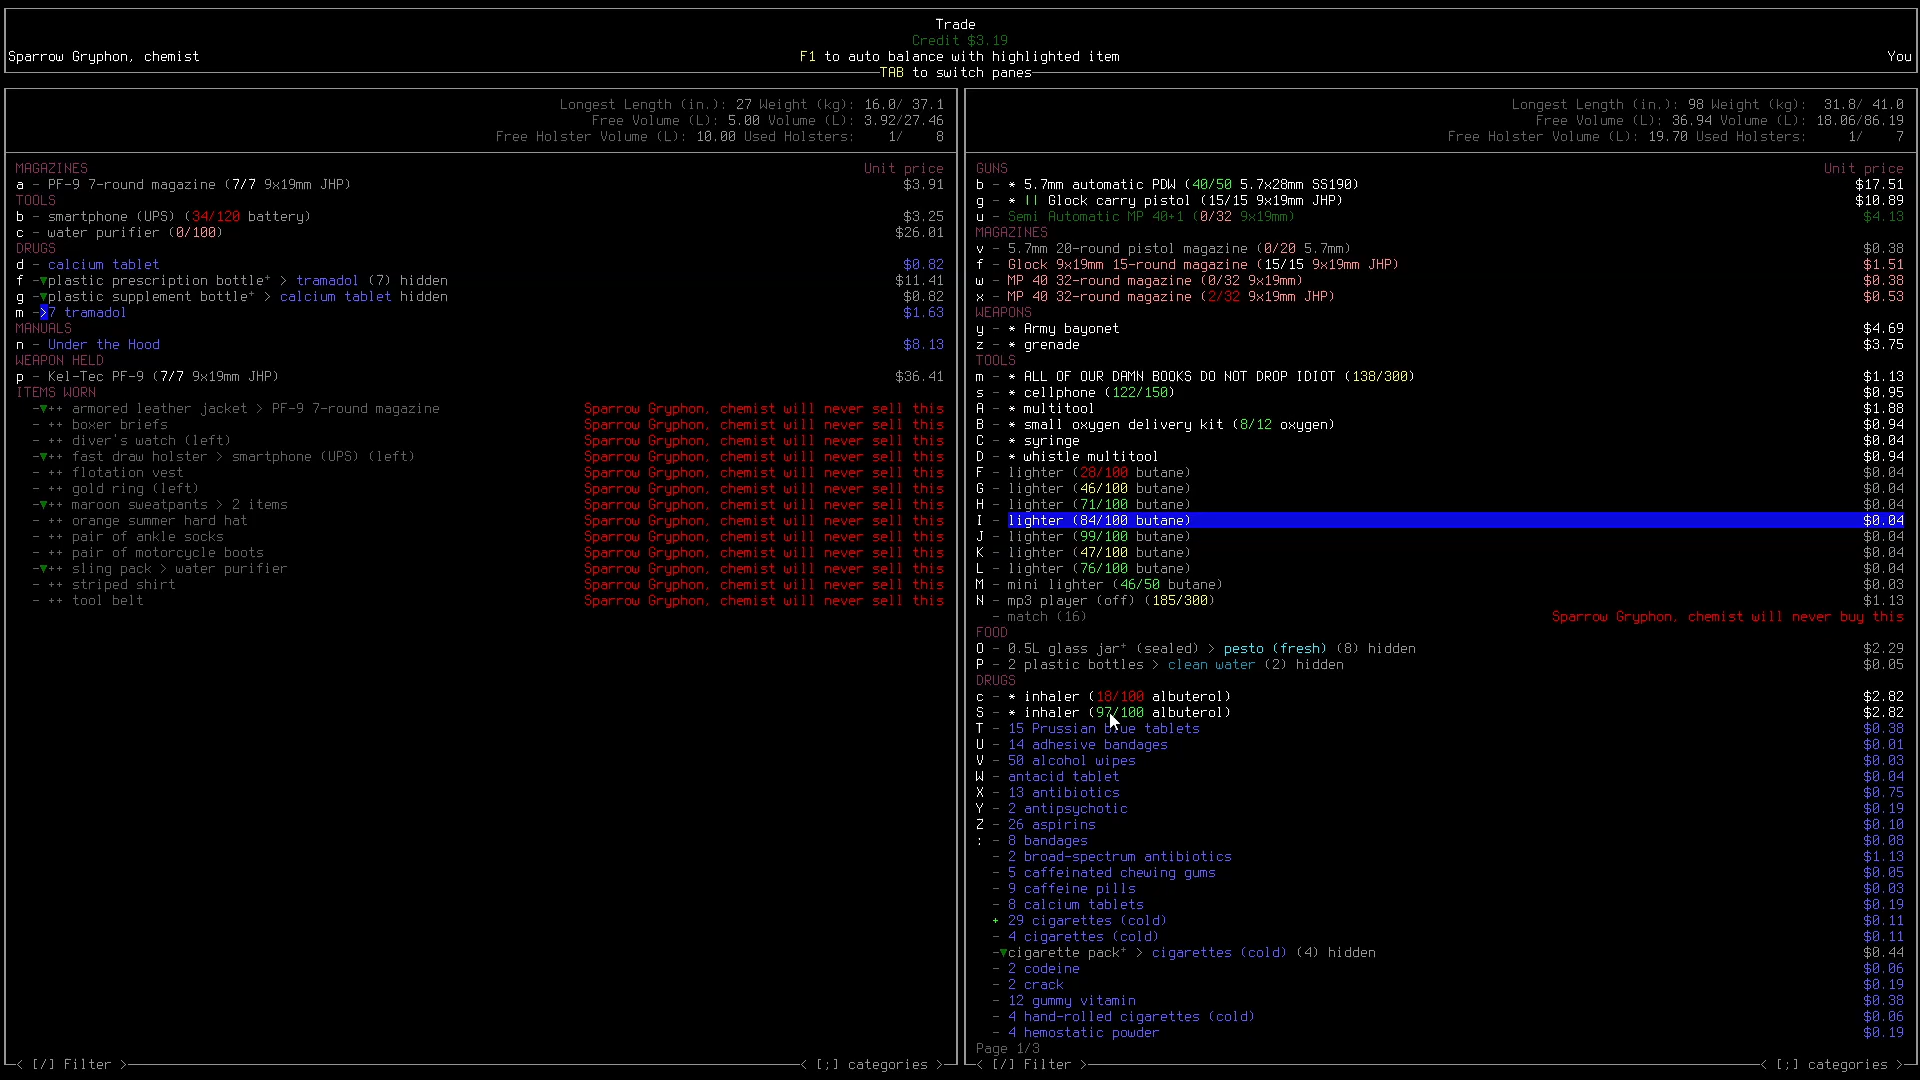 Trade
Credit $3.19
Sparrow Gryphon, chemist F1 to auto balance with highlighted item You
TAB to switch panes
Longest Length (in.): 27 Weight (kg): 16.0/ 37.1
Free Volume (L): 5.00 Volume (L): 3.92/27.46
Free Holster Volume (L): 10.00 Used Holsters: 1/ 8
MAGAZINES Unit price
a - PF-9 7-round magazine (7/7 9x19mm JHP) $3.91
TOOLS
b - smartphone (UPS) (34/120 battery) $3.25
c - water purifier (0/100) $26.01
DRUGS
d - calcium tablet $0.82
f -▼plastic prescription bottle⁺ > tramadol (7) hidden $11.41
g -▼plastic supplement bottle⁺ > calcium tablet hidden $0.82
m ->7 tramadol $1.63
MANUALS
n - Under the Hood $8.13
WEAPON HELD
p - Kel-Tec PF-9 (7/7 9x19mm JHP) $36.41
ITEMS WORN
-▼++ armored leather jacket > PF-9 7-round magazine Sparrow Gryphon, chemist will never sell this
- ++ boxer briefs Sparrow Gryphon, chemist will never sell this
- ++ diver's watch (left) Sparrow Gryphon, chemist will never sell this
-▼++ fast draw holster > smartphone (UPS) (left) Sparrow Gryphon, chemist will never sell this
- ++ flotation vest Sparrow Gryphon, chemist will never sell this
- ++ gold ring (left) Sparrow Gryphon, chemist will never sell this
-▼++ maroon sweatpants > 2 items Sparrow Gryphon, chemist will never sell this
- ++ orange summer hard hat Sparrow Gryphon, chemist will never sell this
- ++ pair of ankle socks Sparrow Gryphon, chemist will never sell this
- ++ pair of motorcycle boots Sparrow Gryphon, chemist will never sell this
-▼++ sling pack > water purifier Sparrow Gryphon, chemist will never sell this
- ++ striped shirt Sparrow Gryphon, chemist will never sell this
- ++ tool belt Sparrow Gryphon, chemist will never sell this
< [/] Filter > < [;] categories >
Longest Length (in.): 98 Weight (kg): 31.8/ 41.0
Free Volume (L): 36.94 Volume (L): 18.06/86.19
Free Holster Volume (L): 19.70 Used Holsters: 1/ 7
GUNS Unit price
b - * 5.7mm automatic PDW (40/50 5.7x28mm SS190) $17.51
g - * || Glock carry pistol (15/15 9x19mm JHP) $10.89
u - Semi Automatic MP 40+1 (0/32 9x19mm) $4.13
MAGAZINES
v - 5.7mm 20-round pistol magazine (0/20 5.7mm) $0.38
f - Glock 9x19mm 15-round magazine (15/15 9x19mm JHP) $1.51
w - MP 40 32-round magazine (0/32 9x19mm) $0.38
x - MP 40 32-round magazine (2/32 9x19mm JHP) $0.53
WEAPONS
y - * Army bayonet $4.69
z - * grenade $3.75
TOOLS
m - * ALL OF OUR DAMN BOOKS DO NOT DROP IDIOT (138/300) $1.13
s - * cellphone (122/150) $0.95
A - * multitool $1.88
B - * small oxygen delivery kit (8/12 oxygen) $0.94
C - * syringe $0.04
D - * whistle multitool $0.94
F - lighter (28/100 butane) $0.04
G - lighter (46/100 butane) $0.04
H - lighter (71/100 butane) $0.04
I - lighter (84/100 butane) $0.04
J - lighter (99/100 butane) $0.04
K - lighter (47/100 butane) $0.04
L - lighter (76/100 butane) $0.04
M - mini lighter (46/50 butane) $0.03
N - mp3 player (off) (185/300) $1.13
- match (16) Sparrow Gryphon, chemist will never buy this
FOOD
O - 0.5L glass jar⁺ (sealed) > pesto (fresh) (8) hidden $2.29
P - 2 plastic bottles > clean water (2) hidden $0.05
DRUGS
c - * inhaler (18/100 albuterol) $2.82
S - * inhaler (97/100 albuterol) $2.82
T - 15 Prussian blue tablets $0.38
U - 14 adhesive bandages $0.01
V - 50 alcohol wipes $0.03
W - antacid tablet $0.04
X - 13 antibiotics $0.75
Y - 2 antipsychotic $0.19
Z - 26 aspirins $0.10
: - 8 bandages $0.08
- 2 broad-spectrum antibiotics $1.13
- 5 caffeinated chewing gums $0.05
- 9 caffeine pills $0.03
- 8 calcium tablets $0.19
+ 29 cigarettes (cold) $0.11
- 4 cigarettes (cold) $0.11
-▼cigarette pack⁺ > cigarettes (cold) (4) hidden $0.44
- 2 codeine $0.06
- 2 crack $0.19
- 12 gummy vitamin $0.38
- 4 hand-rolled cigarettes (cold) $0.06
- 4 hemostatic powder $0.19
Page 1/3
< [/] Filter > < [;] categories >